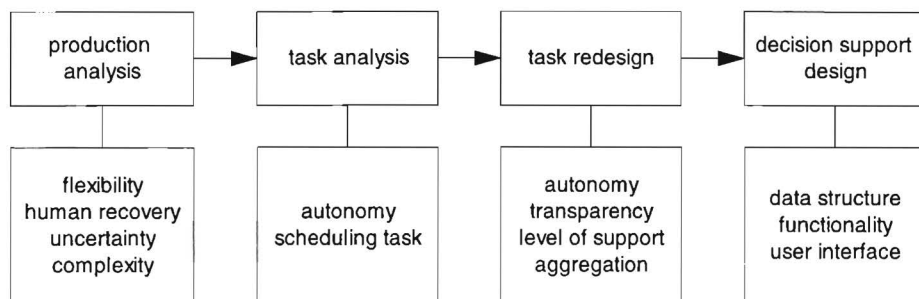 production
analysis
task analysis
task redesign
decision support
design
flexibility
human recovery
uncertainty
complexity
autonomy
scheduling task
autonomy
transparency
level of support
aggregation
data structure
functionality
user interface